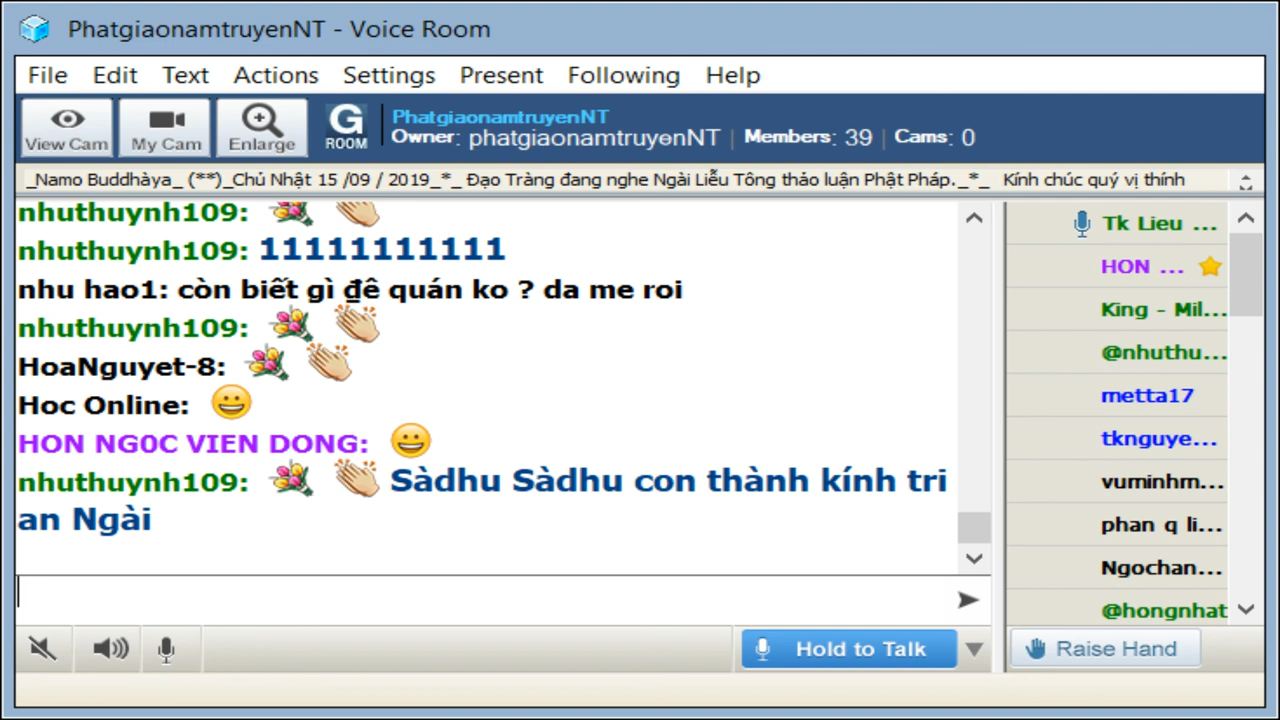 PhatgiaonamtruyenNT - Voice Room
File Edit Text Actions Settings Present Following Help
View Cam My Cam Enlarge G ROOM
PhatgiaonamtruyenNT
Owner: phatgiaonamtruyenNT | Members: 39 | Cams: 0
_Namo Buddhàya_ (**)_Chủ Nhật 15 /09 / 2019_*_ Đạo Tràng đang nghe Ngài Liễu Tông thảo luận Phật Pháp._*_ Kính chúc quý vị thính
nhuthuynh109:
nhuthuynh109: 11111111111
nhu hao1: còn biết gì đê quán ko ? da me roi
nhuthuynh109:
HoaNguyet-8:
Hoc Online:
HON NG0C VIEN DONG:
nhuthuynh109: Sàdhu Sàdhu con thành kính tri
an Ngài
Tk Lieu ...
HON ...
King - Mil...
@nhuthu...
metta17
tknguye...
vuminhm...
phan q li...
Ngochan...
@hongnhat
Hold to Talk
Raise Hand